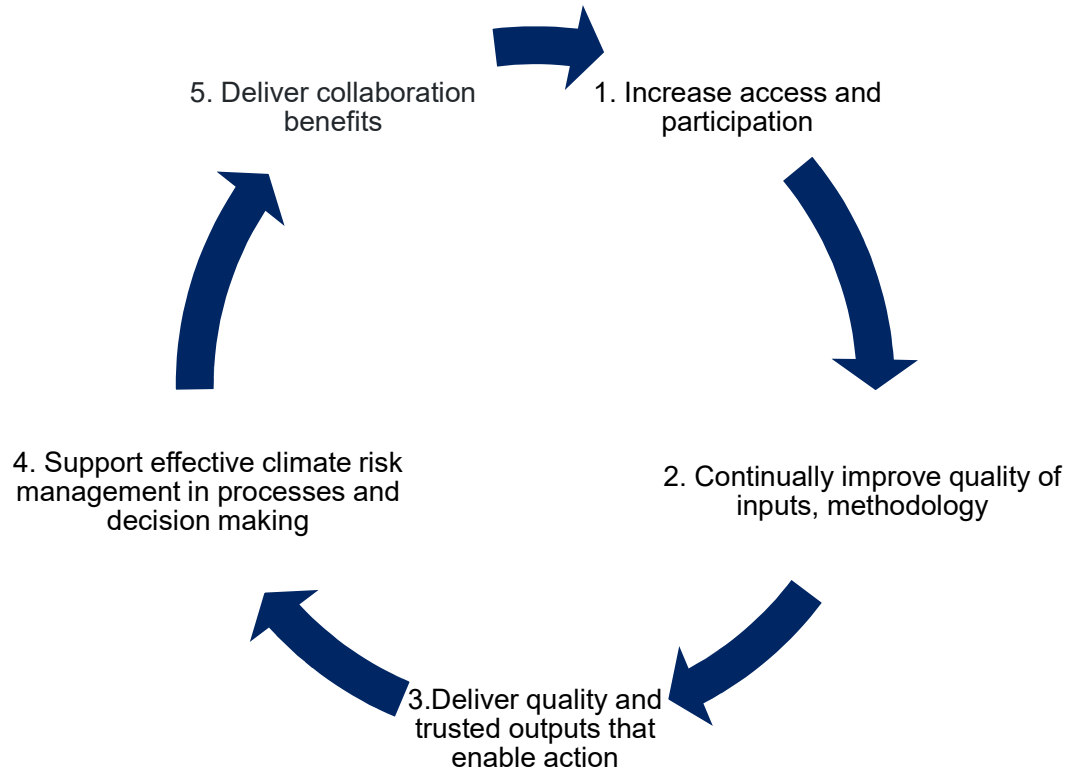 1. Increase access and
participation
2. Continually improve quality of
inputs, methodology
3.Deliver quality and
trusted outputs that
enable action
4. Support effective climate risk
management in processes and
decision making
5. Deliver collaboration
benefits